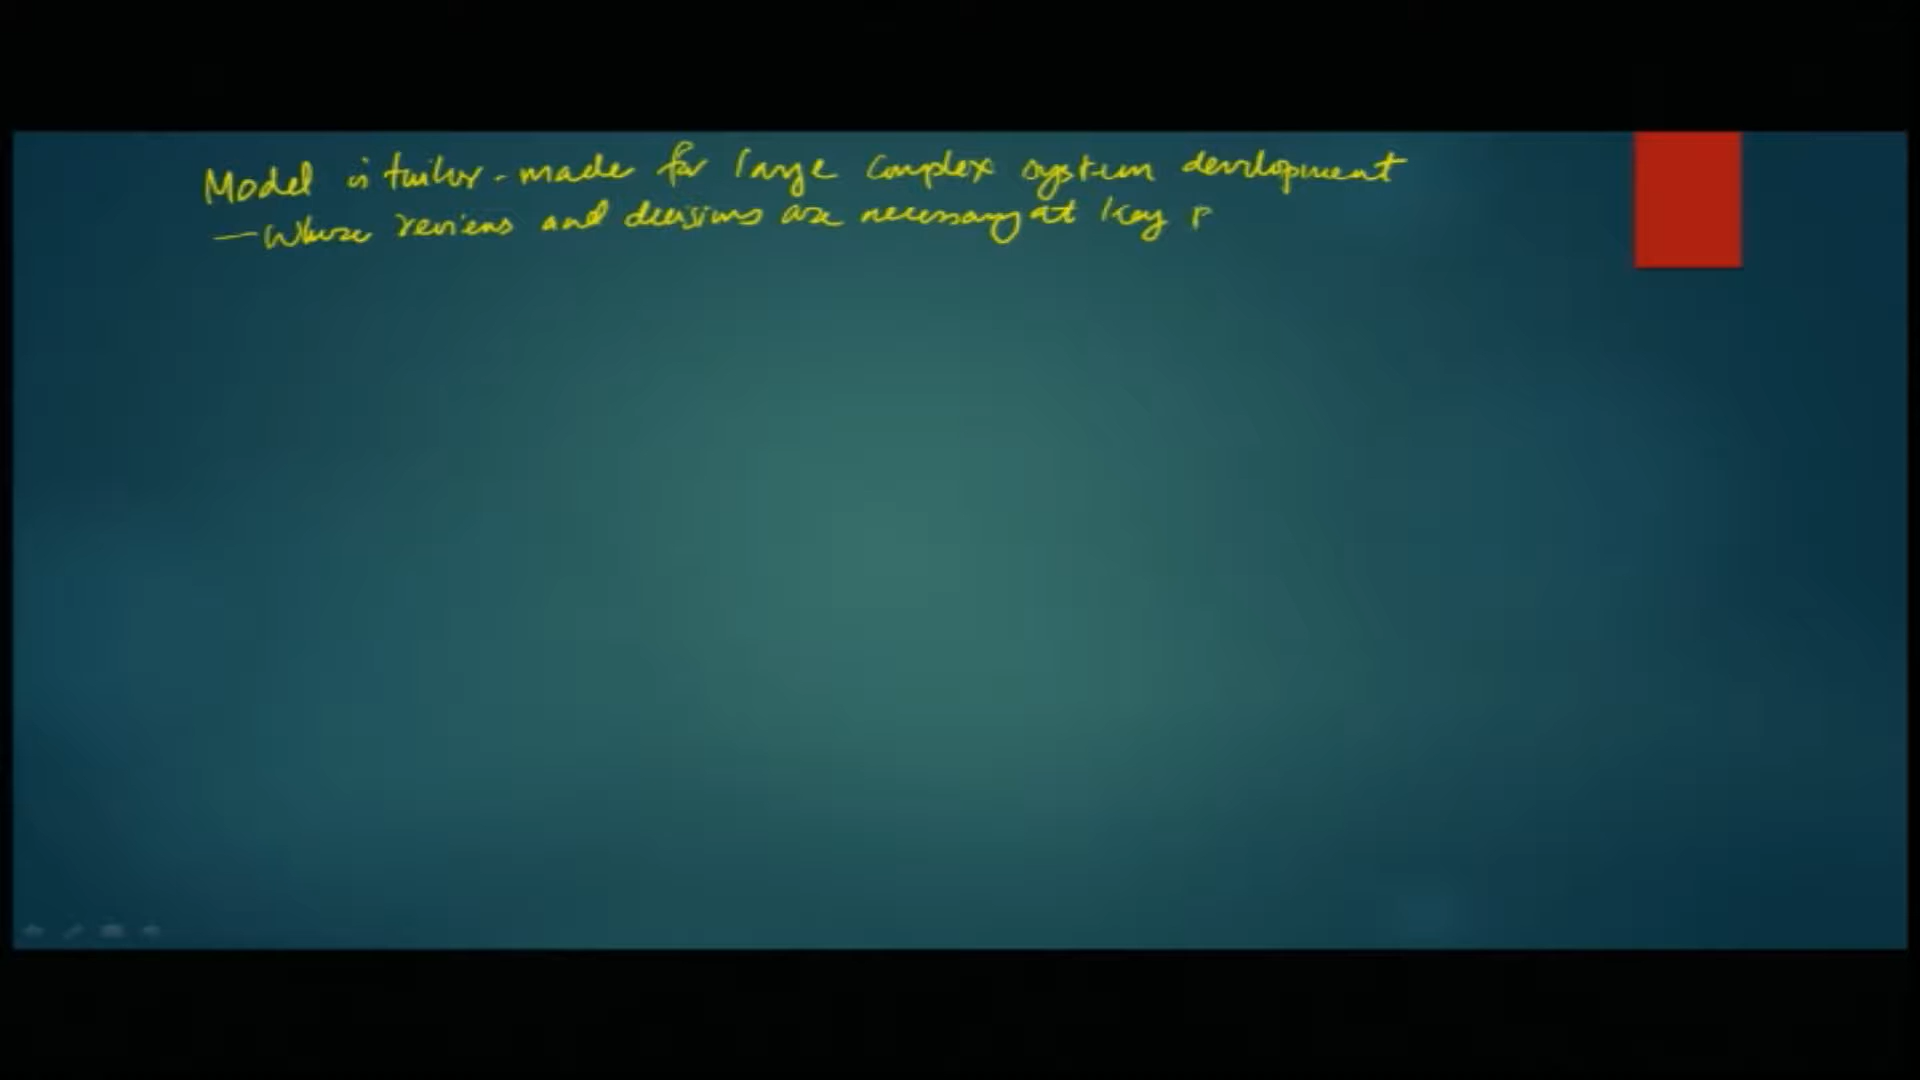 Model is tailor-made for large complex system development
— Where reviews and decisions are necessary at key P